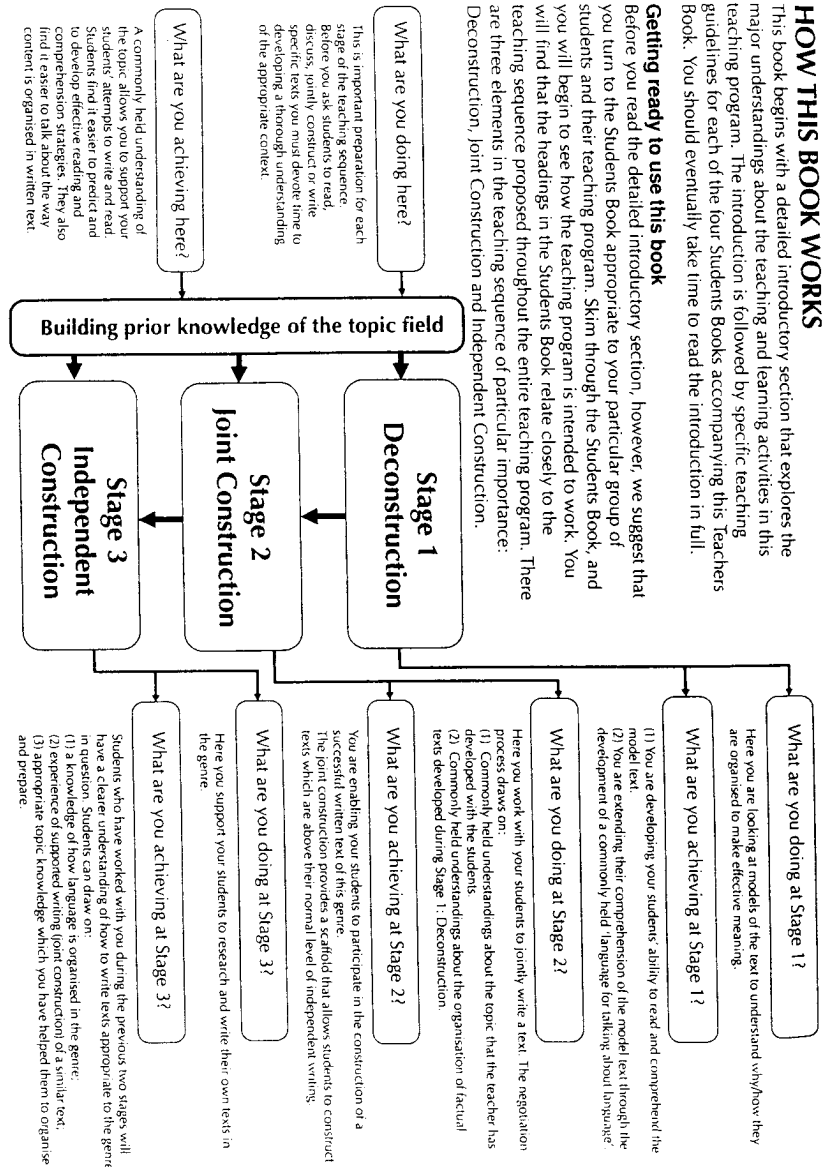 HOW THIS BOOK WORKS
This book begins with a detailed introductory section that explores the
major understandings about the teaching and learning activities in this
teaching program. The introduction is followed by specific teaching
guidelines for each of the four Students Books accompanying this Teachers
Book. You should eventually take time to read the introduction in full.
Getting ready to use this book
Before you read the detailed introductory section, however, we suggest that
you turn to the Students Book appropriate to your particular group of
students and their teaching program. Skim through the Students Book, and
you will begin to see how the teaching program is intended to work. You
will find that the headings in the Students Book relate closely to the
teaching sequence proposed throughout the entire teaching program. There
are three elements in the teaching sequence of particular importance:
Deconstruction, Joint Construction and Independent Construction.
What are you doing here?
This is important preparation for each
stage of the teaching sequence.
Before you ask students to read,
discuss, jointly construct or write
specific texts you must devote time to
developing a thorough understanding
of the appropriate context.
What are you achieving here?
A commonly held understanding of
the topic allows you to support your
students' attempts to write and read.
Students find it easier to predict and
to develop effective reading and
comprehension strategies. They also
find it easier to talk about the way
content is organised in written text.
Building prior knowledge of the topic field
Stage 1
Deconstruction
Stage 2
Joint Construction
Stage 3
Independent
Construction
What are you doing at Stage 1?
Here you are looking at models of the text to understand why/how they
are organised to make effective meaning.
What are you achieving at Stage 1?
(1) You are developing your students' ability to read and comprehend the
model text.
(2) You are extending their comprehension of the model text through the
development of a commonly held 'language for talking about language'.
What are you doing at Stage 2?
Here you work with your students to jointly write a text. The negotiation
process draws on:
(1) Commonly held understandings about the topic that the teacher has
developed with the students.
(2) Commonly held understandings about the organisation of factual
texts developed during Stage 1: Deconstruction.
What are you achieving at Stage 2?
You are enabling your students to participate in the construction of a
successful written text of this genre.
The joint construction provides a scaffold that allows students to construct
texts which are above their normal level of independent writing.
What are you doing at Stage 3?
Here you support your students to research and write their own texts in
the genre.
What are you achieving at Stage 3?
Students who have worked with you during the previous two stages will
have a clearer understanding of how to write texts appropriate to the genre
in question. Students can draw on:
(1) a knowledge of how language is organised in the genre;
(2) experience of supported writing (joint construction) of a similar text;
(3) appropriate topic knowledge which you have helped them to organise
and prepare.